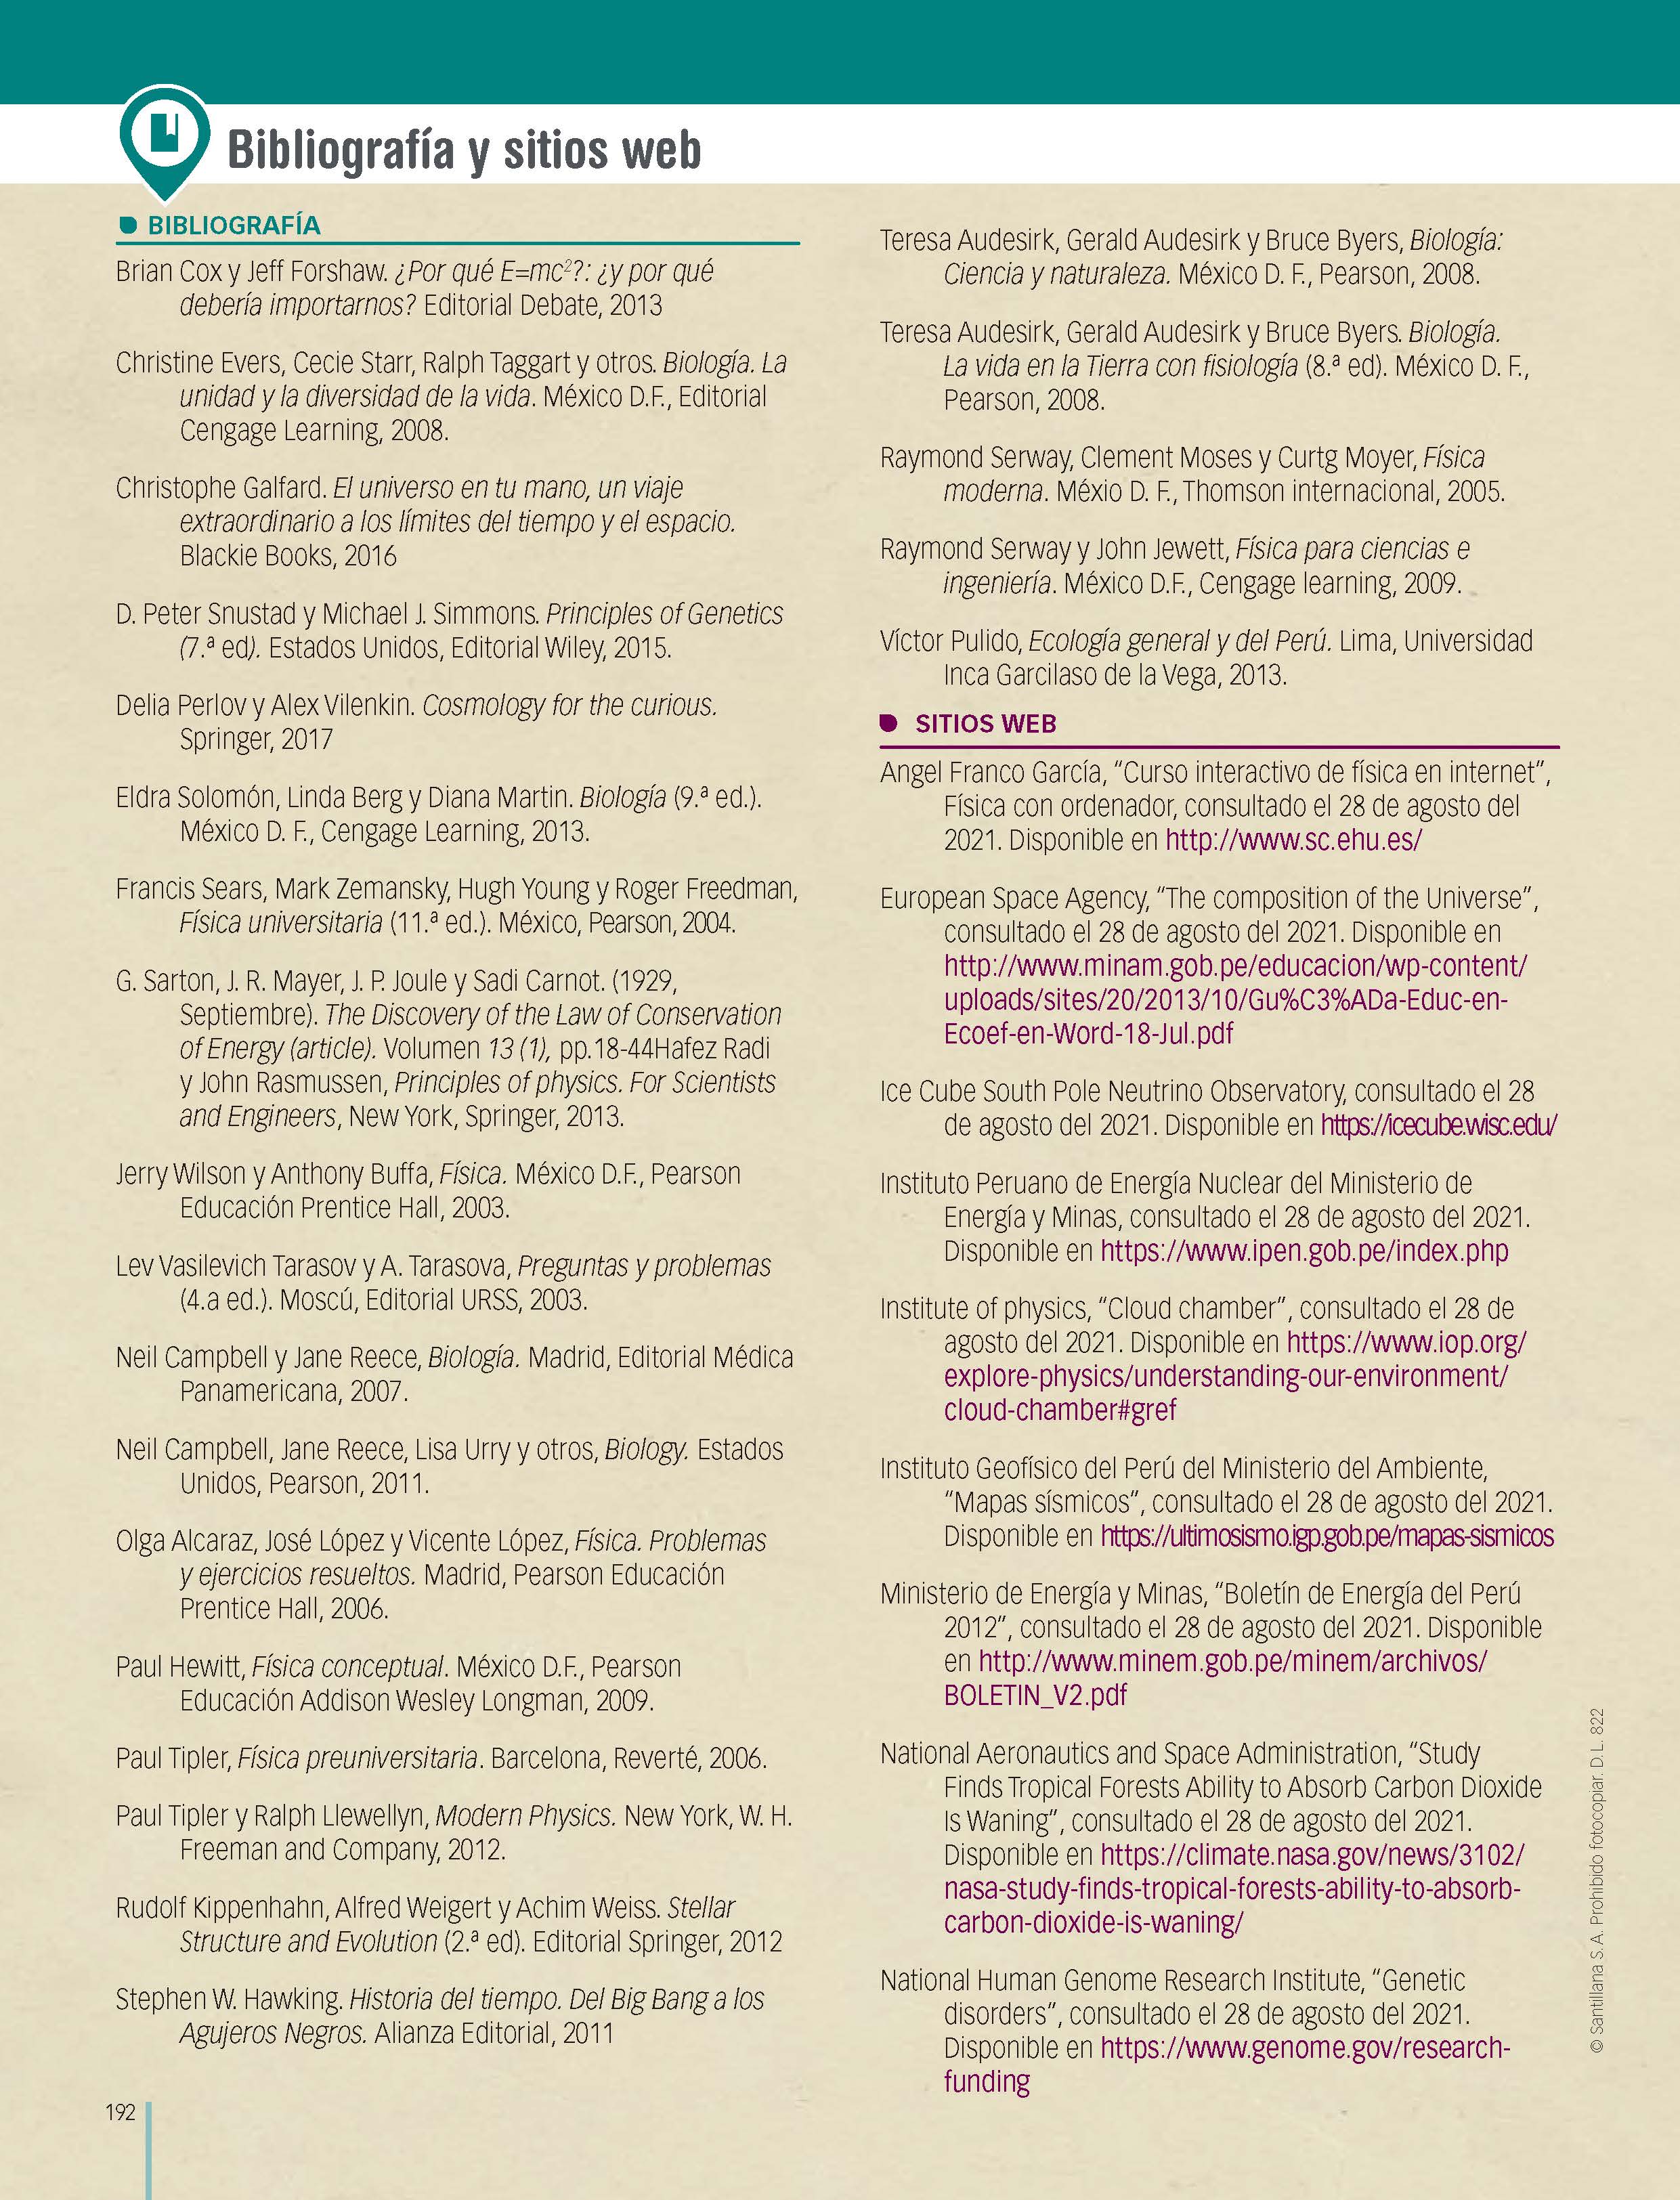 Bibliografía y sitios web
BIBLIOGRAFÍA
Brian Cox y Jeff Forshaw. ¿Por qué E=mc²?: ¿y por qué
debería importarnos? Editorial Debate, 2013
Christine Evers, Cecie Starr, Ralph Taggart y otros. Biología. La
unidad y la diversidad de la vida. México D.F., Editorial
Cengage Learning, 2008.
Christophe Galfard. El universo en tu mano, un viaje
extraordinario a los límites del tiempo y el espacio.
Blackie Books, 2016
D. Peter Snustad y Michael J. Simmons. Principles of Genetics
(7.ª ed). Estados Unidos, Editorial Wiley, 2015.
Delia Perlov y Alex Vilenkin. Cosmology for the curious.
Springer, 2017
Eldra Solomón, Linda Berg y Diana Martin. Biología (9.ª ed.).
México D. F., Cengage Learning, 2013.
Francis Sears, Mark Zemansky, Hugh Young y Roger Freedman,
Física universitaria (11.ª ed.). México, Pearson, 2004.
G. Sarton, J. R. Mayer, J. P. Joule y Sadi Carnot. (1929,
Septiembre). The Discovery of the Law of Conservation
of Energy (article). Volumen 13 (1), pp.18-44Hafez Radi
y John Rasmussen, Principles of physics. For Scientists
and Engineers, New York, Springer, 2013.
Jerry Wilson y Anthony Buffa, Física. México D.F., Pearson
Educación Prentice Hall, 2003.
Lev Vasilevich Tarasov y A. Tarasova, Preguntas y problemas
(4.a ed.). Moscú, Editorial URSS, 2003.
Neil Campbell y Jane Reece, Biología. Madrid, Editorial Médica
Panamericana, 2007.
Neil Campbell, Jane Reece, Lisa Urry y otros, Biology. Estados
Unidos, Pearson, 2011.
Olga Alcaraz, José López y Vicente López, Física. Problemas
y ejercicios resueltos. Madrid, Pearson Educación
Prentice Hall, 2006.
Paul Hewitt, Física conceptual. México D.F., Pearson
Educación Addison Wesley Longman, 2009.
Paul Tipler, Física preuniversitaria. Barcelona, Reverté, 2006.
Paul Tipler y Ralph Llewellyn, Modern Physics. New York, W. H.
Freeman and Company, 2012.
Rudolf Kippenhahn, Alfred Weigert y Achim Weiss. Stellar
Structure and Evolution (2.ª ed). Editorial Springer, 2012
Stephen W. Hawking. Historia del tiempo. Del Big Bang a los
Agujeros Negros. Alianza Editorial, 2011
Teresa Audesirk, Gerald Audesirk y Bruce Byers, Biología:
Ciencia y naturaleza. México D. F., Pearson, 2008.
Teresa Audesirk, Gerald Audesirk y Bruce Byers. Biología.
La vida en la Tierra con fisiología (8.ª ed). México D. F.,
Pearson, 2008.
Raymond Serway, Clement Moses y Curtg Moyer, Física
moderna. Méxio D. F., Thomson internacional, 2005.
Raymond Serway y John Jewett, Física para ciencias e
ingeniería. México D.F., Cengage learning, 2009.
Víctor Pulido, Ecología general y del Perú. Lima, Universidad
Inca Garcilaso de la Vega, 2013.
SITIOS WEB
Angel Franco García, “Curso interactivo de física en internet”,
Física con ordenador, consultado el 28 de agosto del
2021. Disponible en http://www.sc.ehu.es/
European Space Agency, “The composition of the Universe”,
consultado el 28 de agosto del 2021. Disponible en
http://www.minam.gob.pe/educacion/wp-content/
uploads/sites/20/2013/10/Gu%C3%ADa-Educ-en-
Ecoef-en-Word-18-Jul.pdf
Ice Cube South Pole Neutrino Observatory, consultado el 28
de agosto del 2021. Disponible en https://icecube.wisc.edu/
Instituto Peruano de Energía Nuclear del Ministerio de
Energía y Minas, consultado el 28 de agosto del 2021.
Disponible en https://www.ipen.gob.pe/index.php
Institute of physics, “Cloud chamber”, consultado el 28 de
agosto del 2021. Disponible en https://www.iop.org/
explore-physics/understanding-our-environment/
cloud-chamber#gref
Instituto Geofísico del Perú del Ministerio del Ambiente,
“Mapas sísmicos”, consultado el 28 de agosto del 2021.
Disponible en https://ultimosismo.igp.gob.pe/mapas-sismicos
Ministerio de Energía y Minas, “Boletín de Energía del Perú
2012”, consultado el 28 de agosto del 2021. Disponible
en http://www.minem.gob.pe/minem/archivos/
BOLETIN_V2.pdf
National Aeronautics and Space Administration, “Study
Finds Tropical Forests Ability to Absorb Carbon Dioxide
Is Waning”, consultado el 28 de agosto del 2021.
Disponible en https://climate.nasa.gov/news/3102/
nasa-study-finds-tropical-forests-ability-to-absorb-
carbon-dioxide-is-waning/
National Human Genome Research Institute, “Genetic
disorders”, consultado el 28 de agosto del 2021.
Disponible en https://www.genome.gov/research-
funding
© Santillana S.A. Prohibido fotocopiar. D.L. 822
192